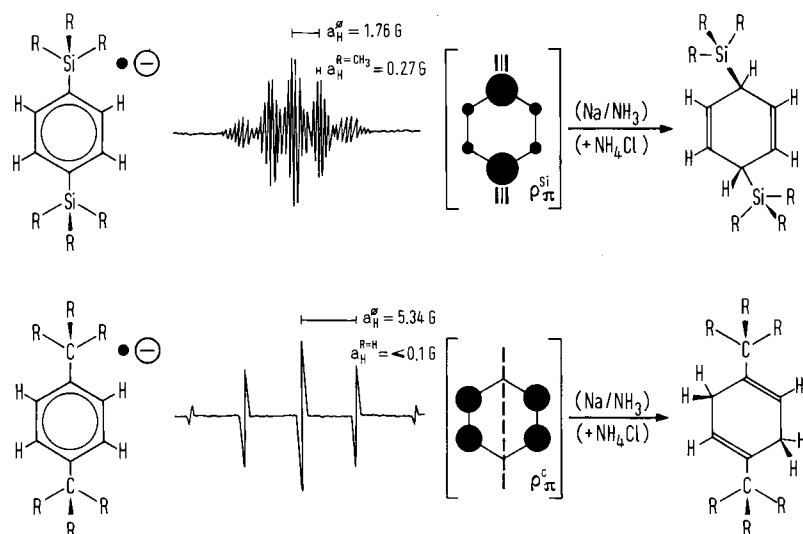 R R R
Si
• ⊖
H H
H H
Si
R R R
a_H^ø = 1.76 G
a_H^{R=CH₃} = 0.27 G
ρ_π^{Si}
(Na/NH₃)
(+ NH₄Cl)
R R
R Si
H
H H
H H
H
Si R
R R
R
R R
C
• ⊖
H H
H H
C
R R R
a_H^ø = 5.34 G
a_H^{R=H} = <0.1 G
ρ_π^{C}
(Na/NH₃)
(+ NH₄Cl)
R
R R
C
H H
H
H H
H
C
R R
R